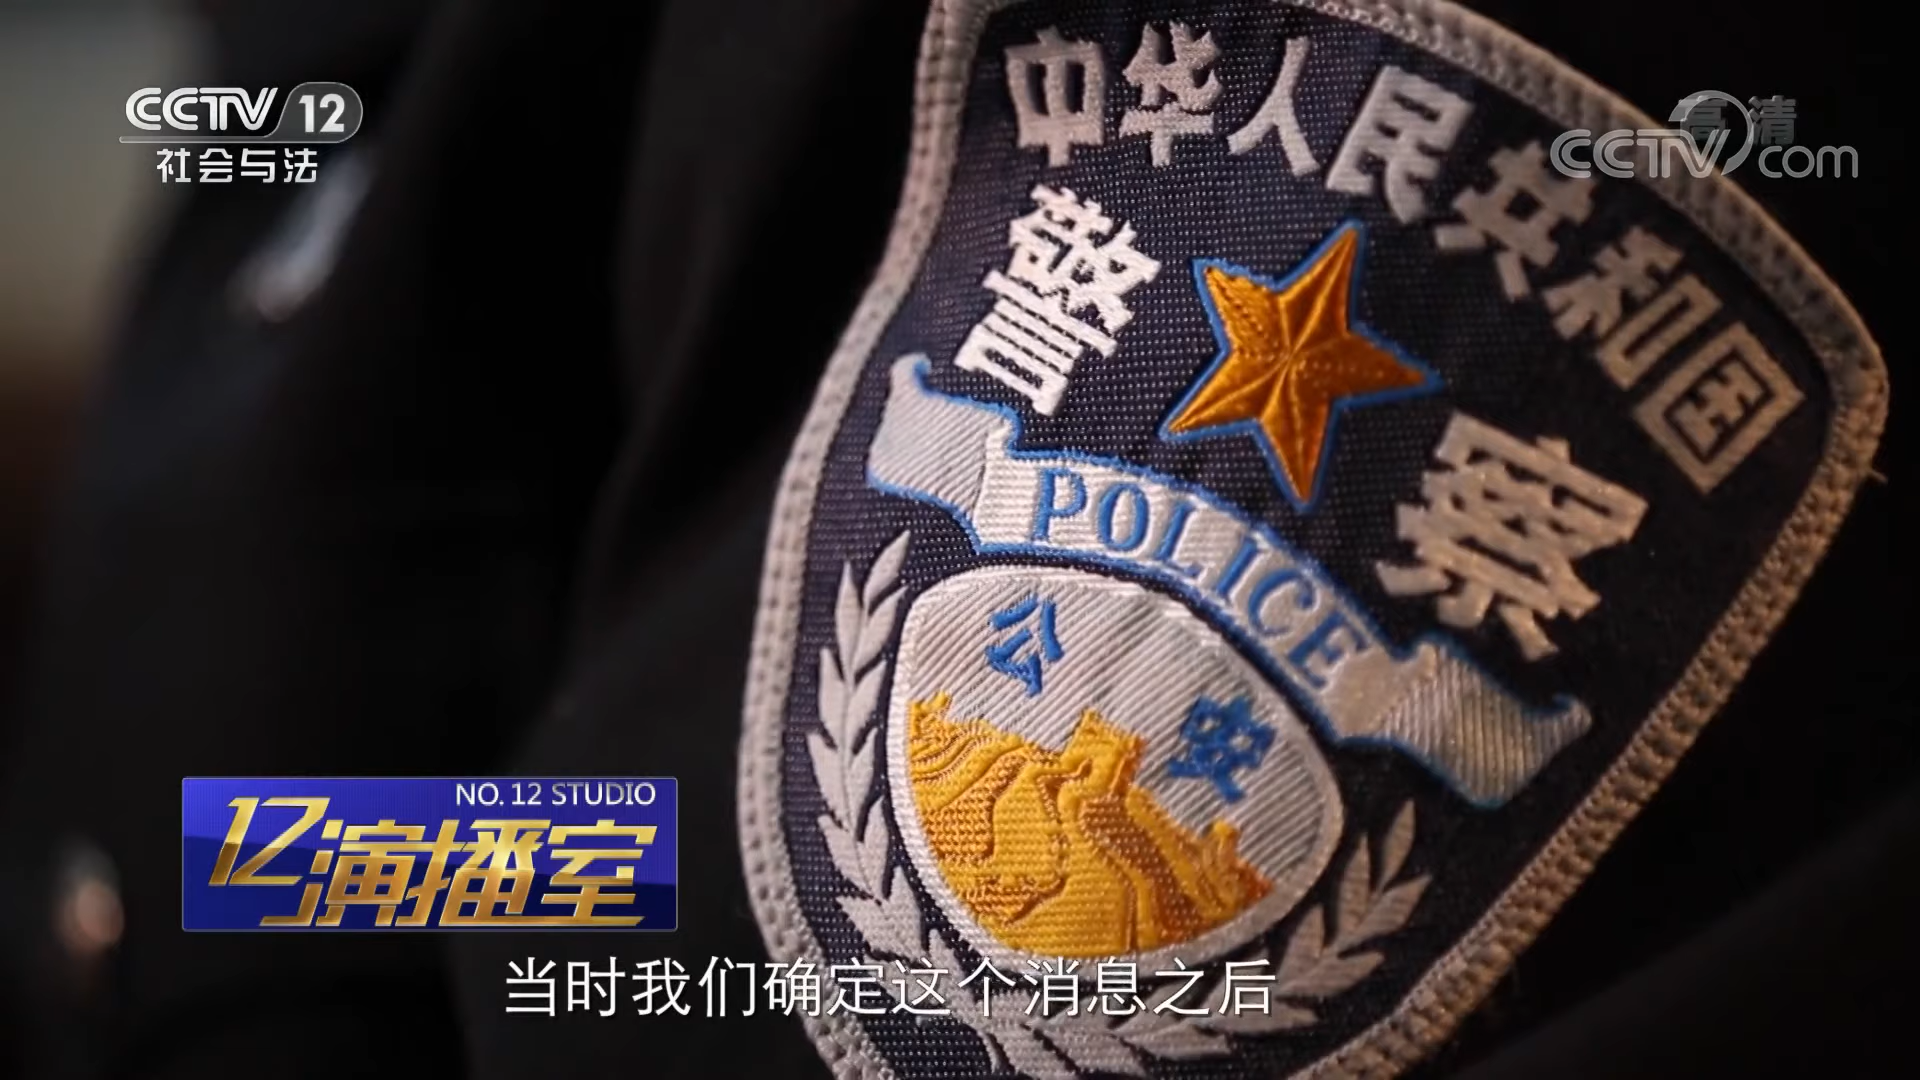 CCTV 12
社会与法
高清
CCTV com
中华人民共和国
警察
POLICE
公安
NO. 12 STUDIO
12演播室
当时我们确定这个消息之后